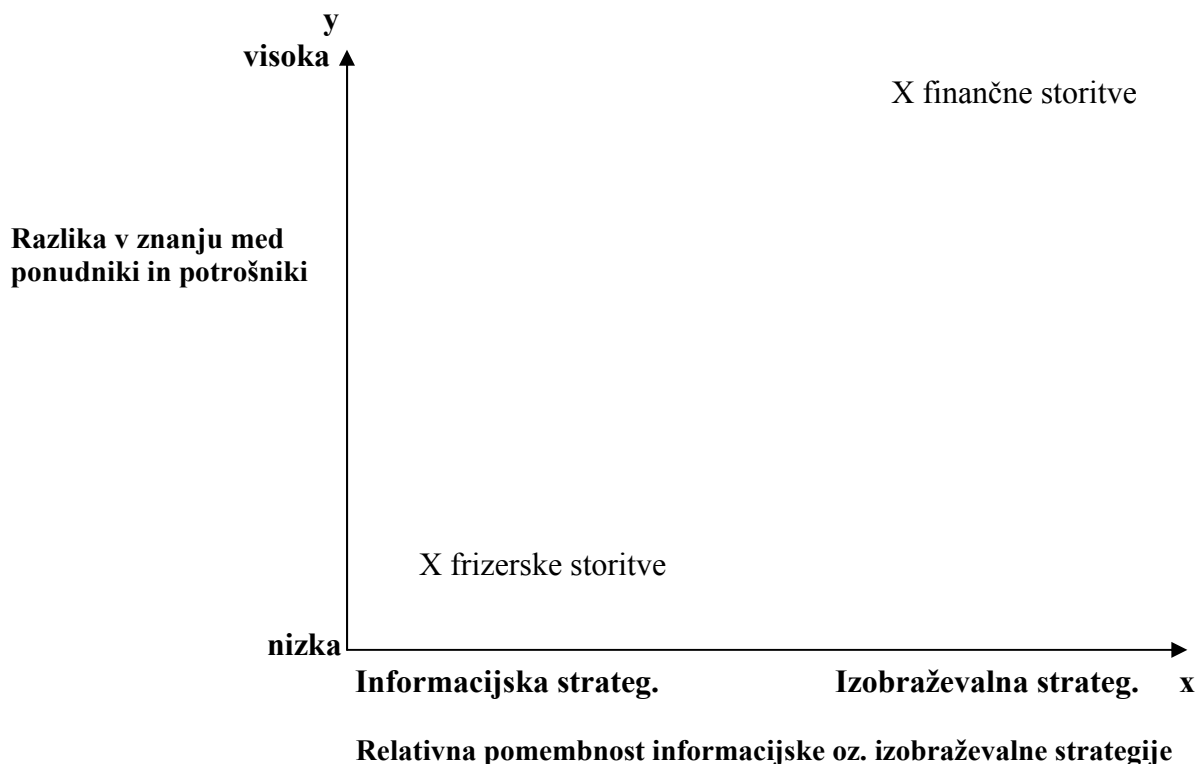 y
visoka
X finančne storitve
Razlika v znanju med
ponudniki in potrošniki
X frizerske storitve
nizka
Informacijska strateg.
Izobraževalna strateg.
x
Relativna pomembnost informacijske oz. izobraževalne strategije